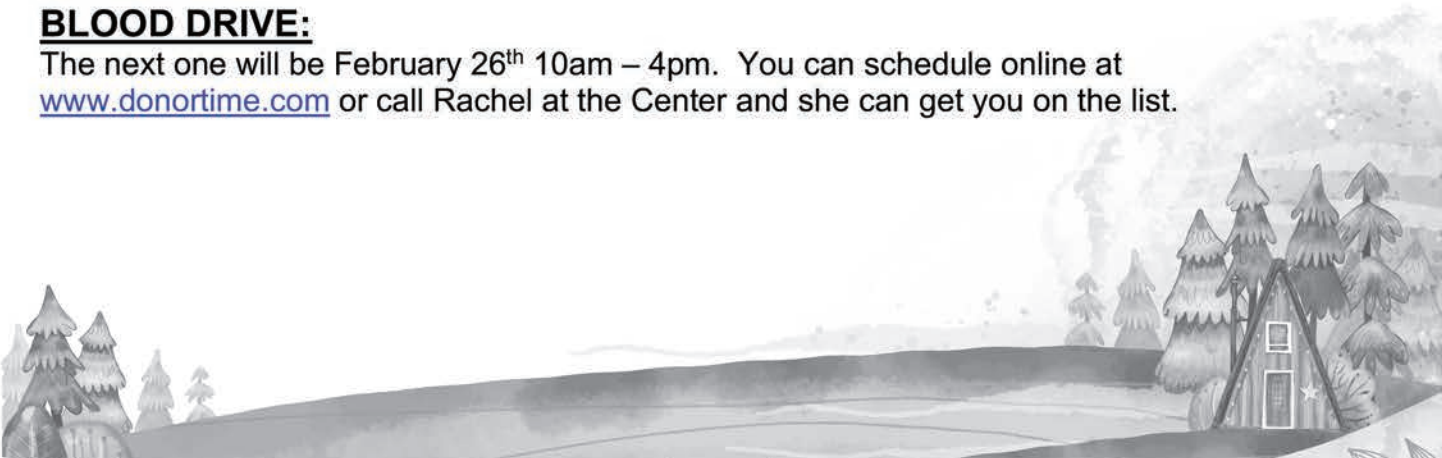 BLOOD DRIVE:
The next one will be February 26th 10am – 4pm.  You can schedule online at
www.donortime.com or call Rachel at the Center and she can get you on the list.